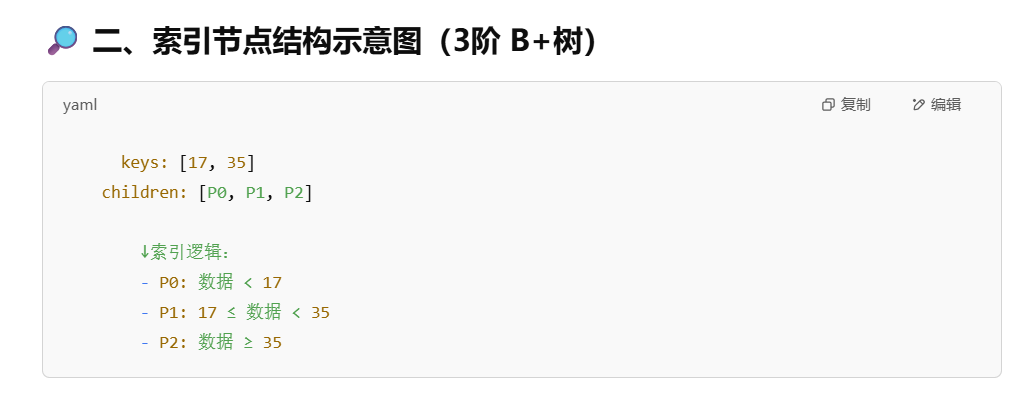 🔎 二、索引节点结构示意图（3阶 B+树）
yaml 复制 编辑
keys: [17, 35]
children: [P0, P1, P2]
↓索引逻辑：
- P0: 数据 < 17
- P1: 17 ≤ 数据 < 35
- P2: 数据 ≥ 35